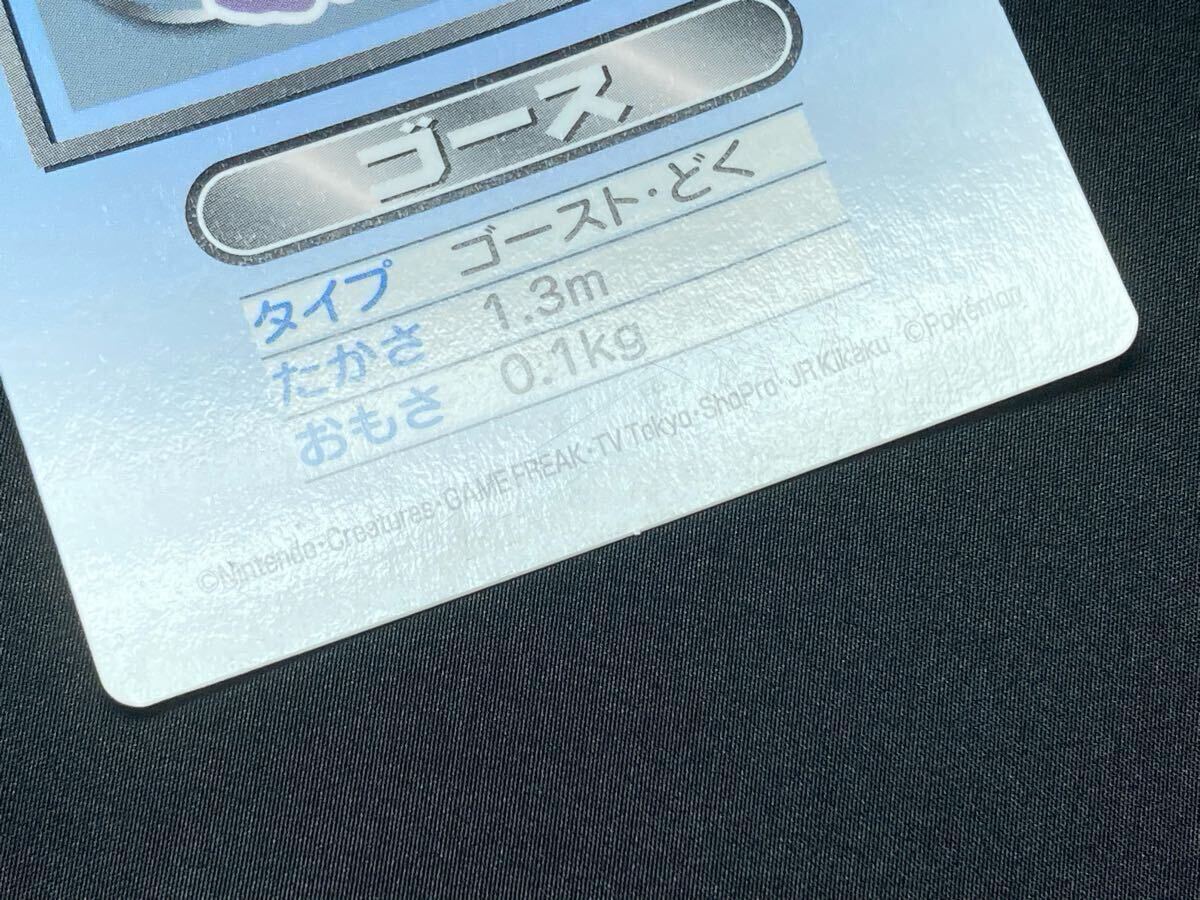 ゴース
タイプ ゴースト・どく
たかさ 1.3m
おもさ 0.1kg
©Nintendo・Creatures・GAME FREAK・TV Tokyo・ShoPro・JR Kikaku ©Pokémon